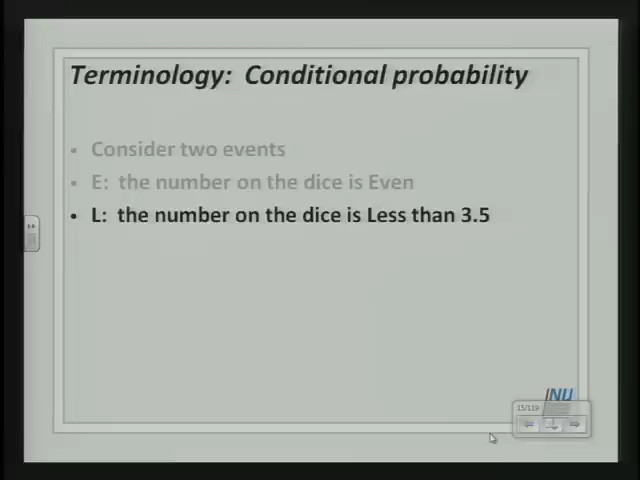 Terminology: Conditional probability
• Consider two events
• E: the number on the dice is Even
• L: the number on the dice is Less than 3.5
15/119